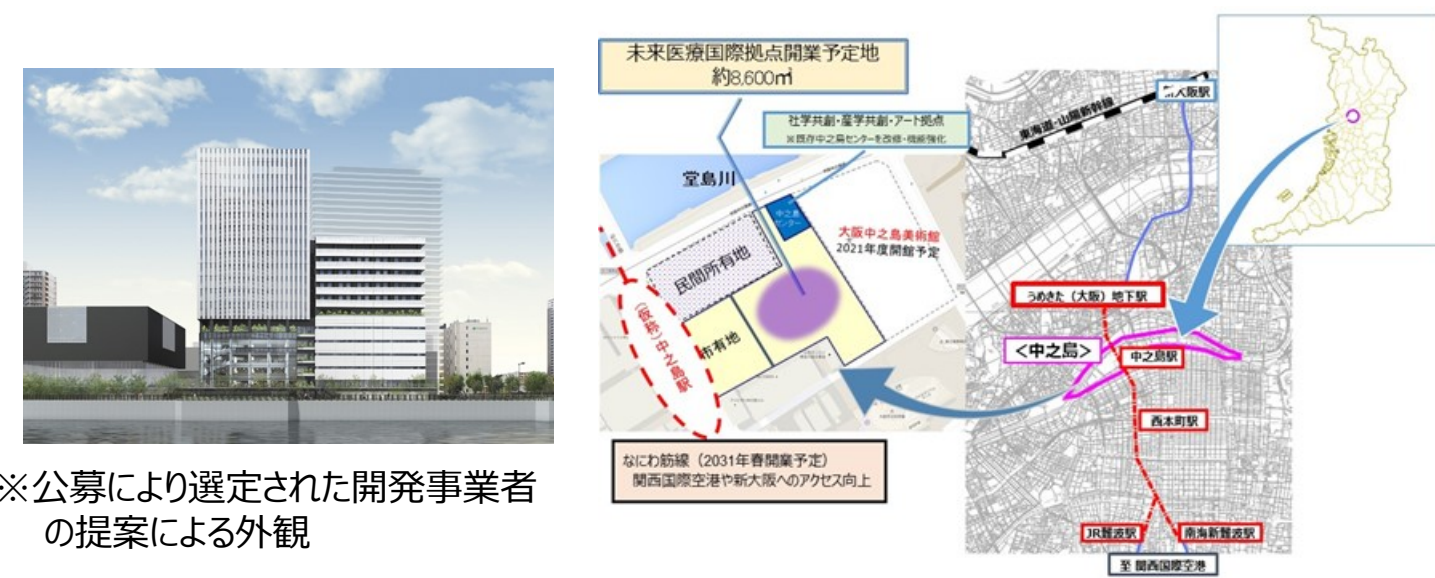 ※公募により選定された開発事業者
の提案による外観
未来医療国際拠点開業予定地
約8,600㎡
社学共創・産学共創・アート拠点
※既存中之島センターを改修・機能強化
堂島川
中之島
センター
大阪中之島美術館
2021年度開館予定
民間所有地
市有地
(仮称)中之島駅
なにわ筋線(2031年春開業予定)
関西国際空港や新大阪へのアクセス向上
新大阪駅
東海道・山陽新幹線
うめきた(大阪)地下駅
<中之島>
中之島駅
西本町駅
JR難波駅
南海新難波駅
至 関西国際空港